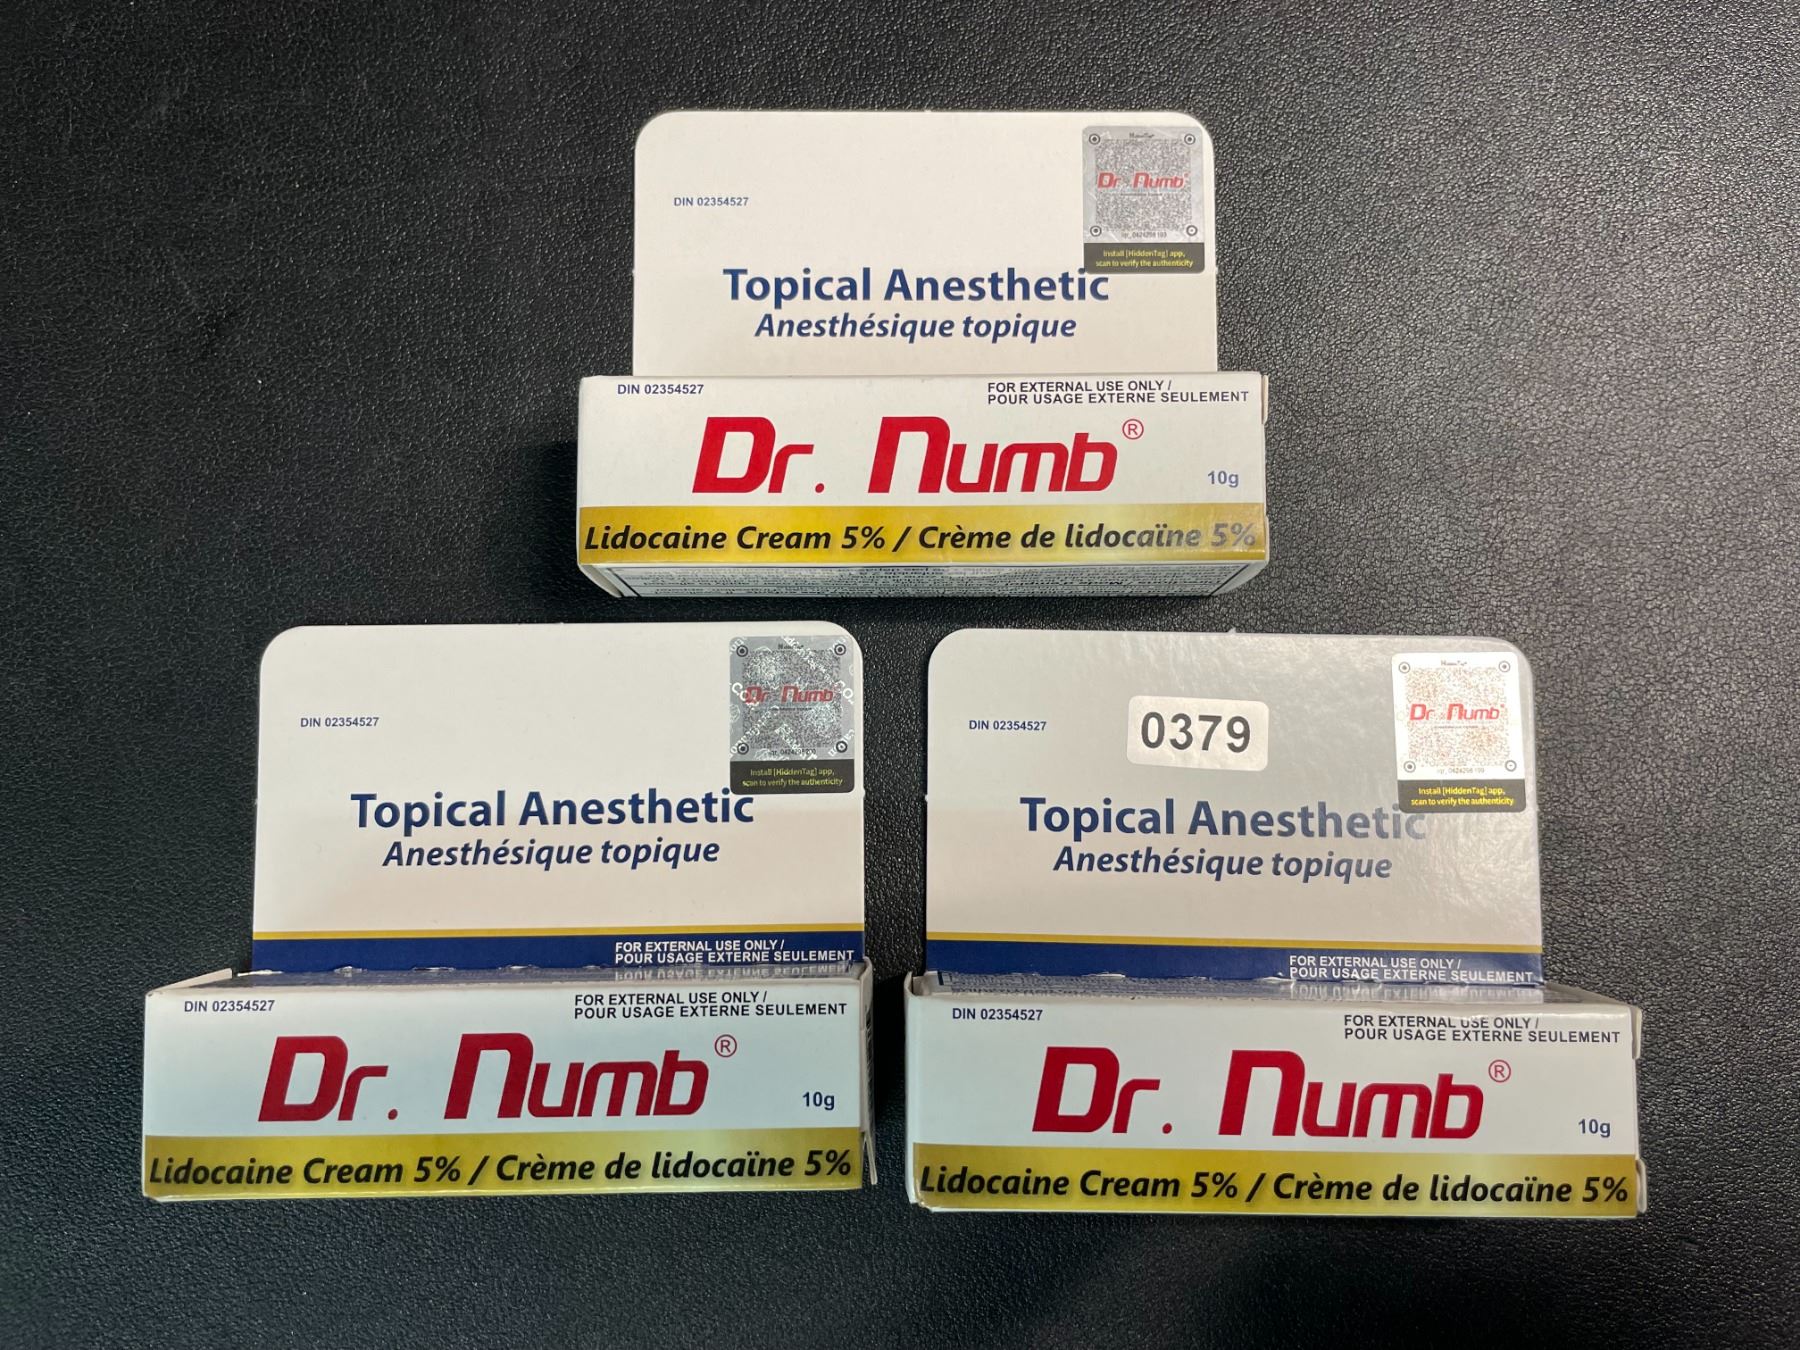 HiddenTag
Dr. Numb
Install [HiddenTag] app,
scan to verify the authenticity
DIN 02354527
Topical Anesthetic
Anesthésique topique
DIN 02354527
FOR EXTERNAL USE ONLY /
POUR USAGE EXTERNE SEULEMENT
Dr. Numb®
10g
Lidocaine Cream 5% / Crème de lidocaïne 5%
HiddenTag
Dr. Numb
Install [HiddenTag] app,
scan to verify the authenticity
DIN 02354527
Topical Anesthetic
Anesthésique topique
FOR EXTERNAL USE ONLY /
POUR USAGE EXTERNE SEULEMENT
DIN 02354527
FOR EXTERNAL USE ONLY /
POUR USAGE EXTERNE SEULEMENT
Dr. Numb®
10g
Lidocaine Cream 5% / Crème de lidocaïne 5%
HiddenTag
Dr. Numb
Install [HiddenTag] app,
scan to verify the authenticity
DIN 02354527
0379
Topical Anesthetic
Anesthésique topique
FOR EXTERNAL USE ONLY /
POUR USAGE EXTERNE SEULEMENT
DIN 02354527
FOR EXTERNAL USE ONLY /
POUR USAGE EXTERNE SEULEMENT
Dr. Numb®
10g
Lidocaine Cream 5% / Crème de lidocaïne 5%